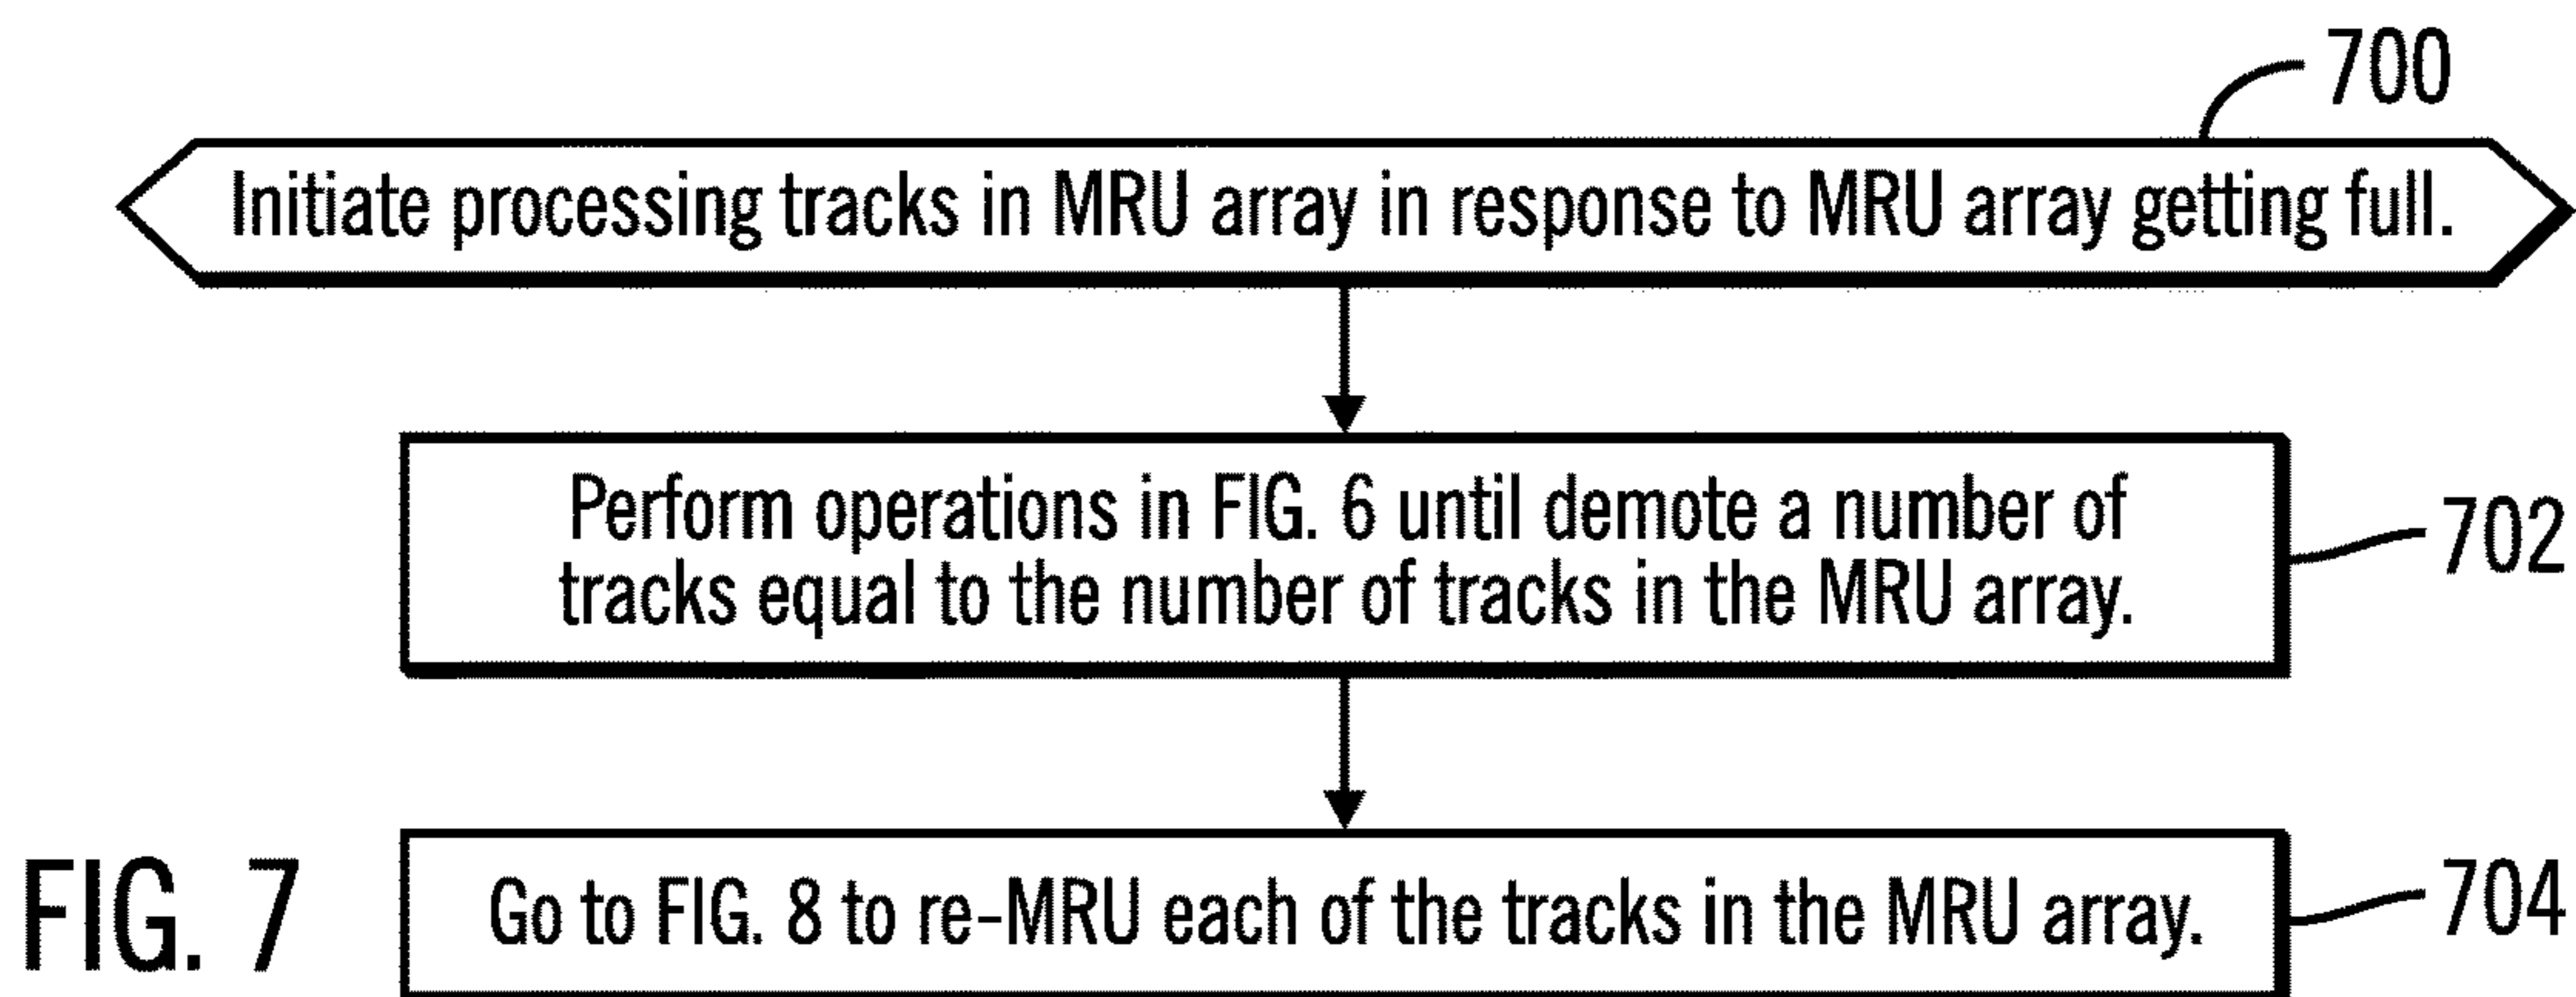 700
Initiate processing tracks in MRU array in response to MRU array getting full.
Perform operations in FIG. 6 until demote a number of
tracks equal to the number of tracks in the MRU array.
702
Go to FIG. 8 to re-MRU each of the tracks in the MRU array.
704
FIG. 7